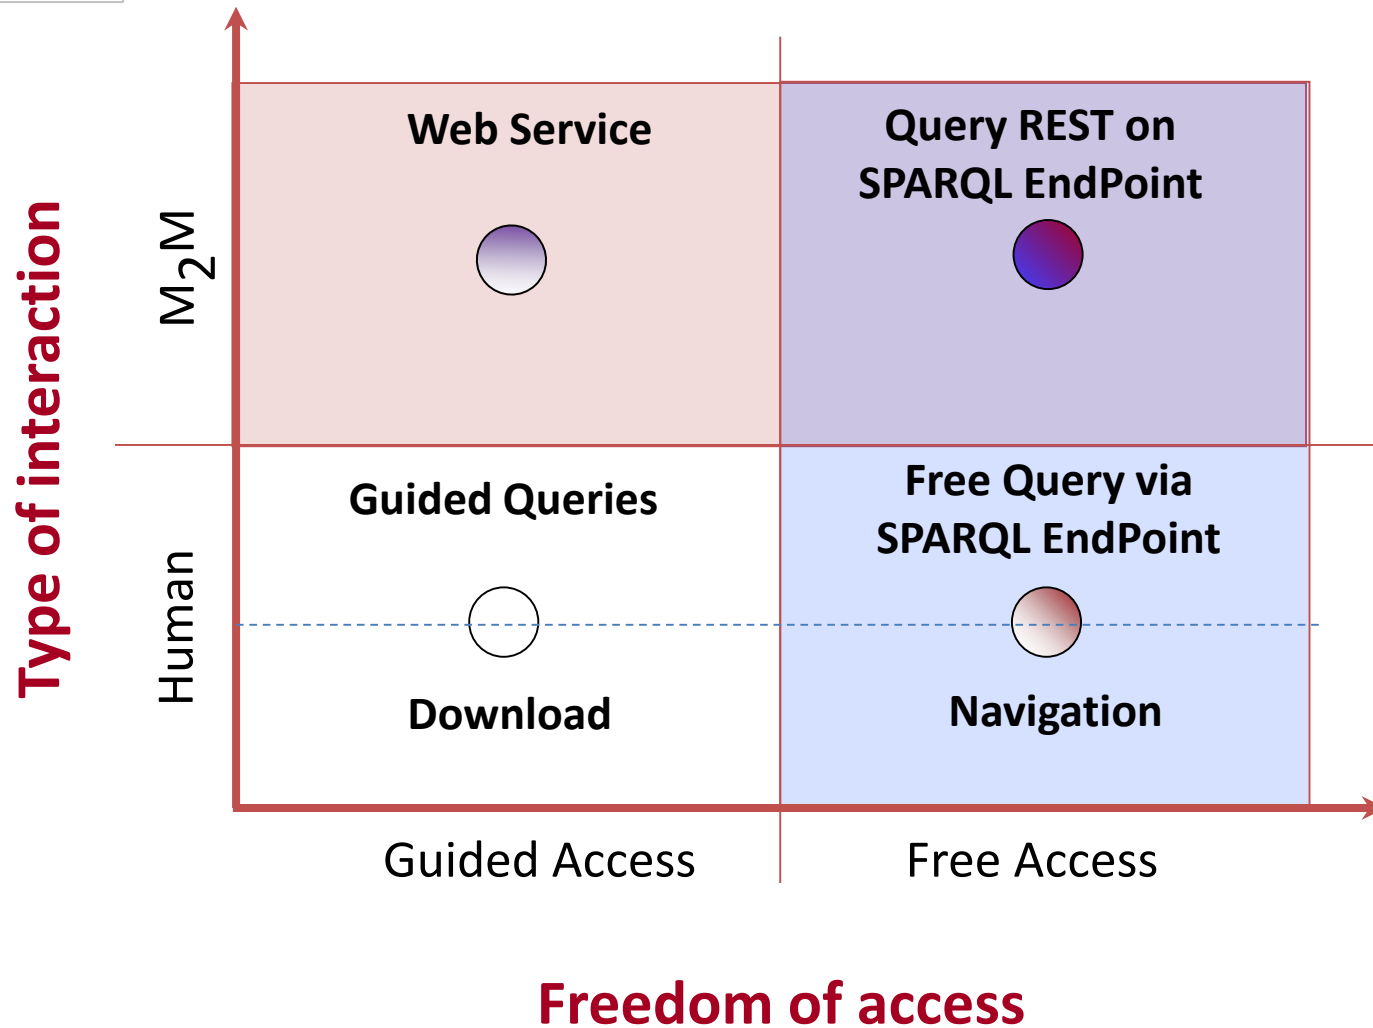 Web Service
Query REST on
SPARQL EndPoint
M2M
Type of interaction
Guided Queries
Free Query via
SPARQL EndPoint
Human
Download
Navigation
Guided Access
Free Access
Freedom of access